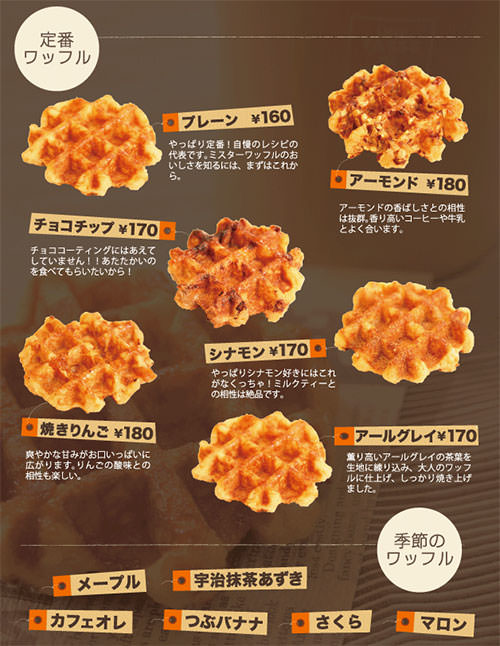 定番
ワッフル
プレーン ¥160
やっぱり定番！自慢のレシピの
代表です。ミスターワッフルのお
いしさを知るには、まずはこれか
ら。
アーモンド ¥180
アーモンドの香ばしさとの相性
は抜群。香り高いコーヒーや牛乳
とよく合います。
チョコチップ ¥170
チョココーティングにはあえて
していません！！あたたかいの
を食べてもらいたいから！
シナモン ¥170
やっぱりシナモン好きにはこれ
がなくっちゃ！ミルクティーと
の相性は絶品です。
焼きりんご ¥180
爽やかな甘みがお口いっぱいに
広がります。りんごの酸味との
相性も楽しい。
アールグレイ ¥170
薫り高いアールグレイの茶葉を
生地に練り込み、大人のワッフ
ルに仕上げ、しっかり焼き上げ
ました。
季節の
ワッフル
メープル
宇治抹茶あずき
カフェオレ
つぶバナナ
さくら
マロン